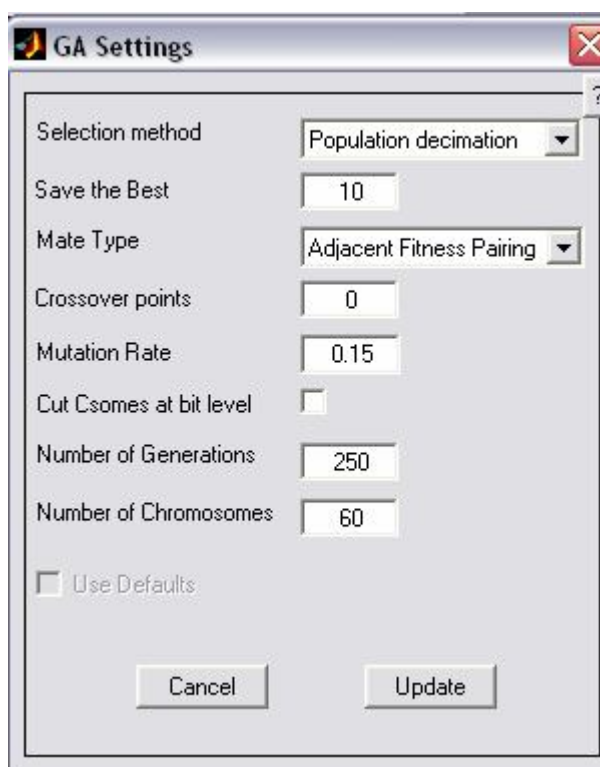 GA Settings
?
Selection method Population decimation
Save the Best 10
Mate Type Adjacent Fitness Pairing
Crossover points 0
Mutation Rate 0.15
Cut Csomes at bit level
Number of Generations 250
Number of Chromosomes 60
Use Defaults
Cancel Update